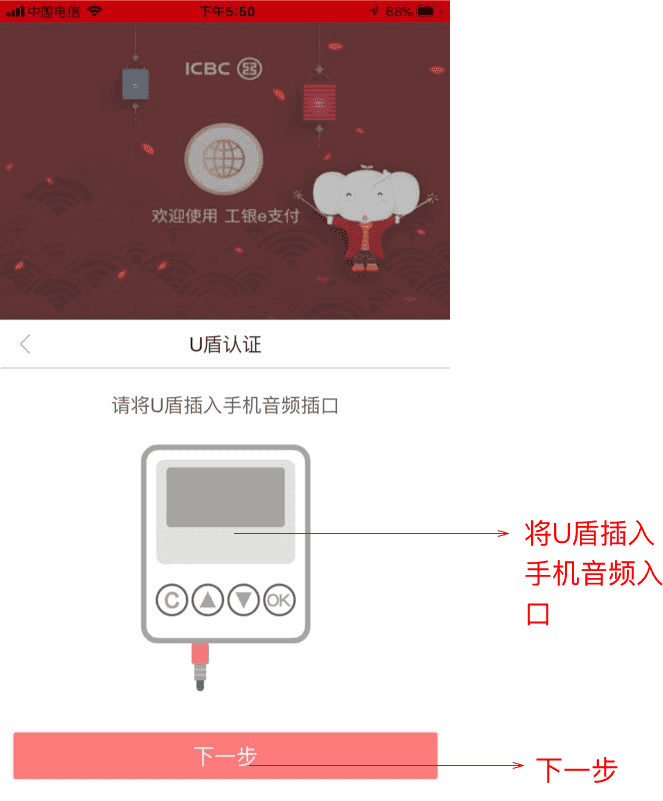 中国电信 下午5:50 68%
ICBC
欢迎使用 工银e支付
U盾认证
请将U盾插入手机音频插口
C OK
将U盾插入
手机音频入
口
下一步
下一步